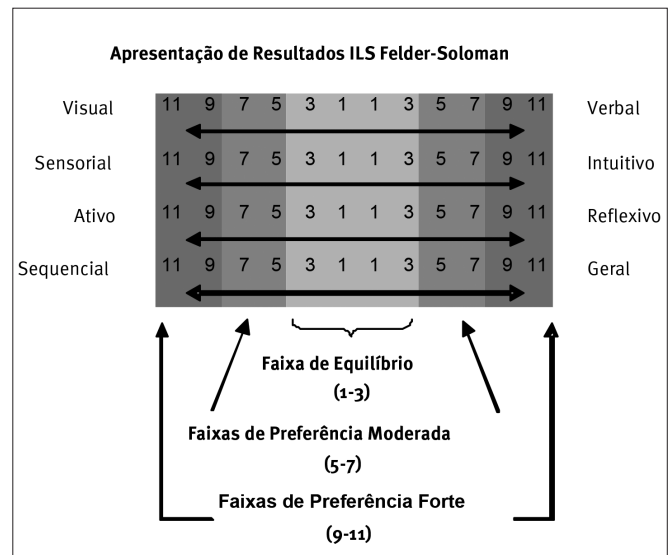 Apresentação de Resultados ILS Felder-Soloman
Visual 11 9 7 5 3 1 1 3 5 7 9 11 Verbal
Sensorial 11 9 7 5 3 1 1 3 5 7 9 11 Intuitivo
Ativo 11 9 7 5 3 1 1 3 5 7 9 11 Reflexivo
Sequencial 11 9 7 5 3 1 1 3 5 7 9 11 Geral
Faixa de Equilíbrio
(1-3)
Faixas de Preferência Moderada
(5-7)
Faixas de Preferência Forte
(9-11)